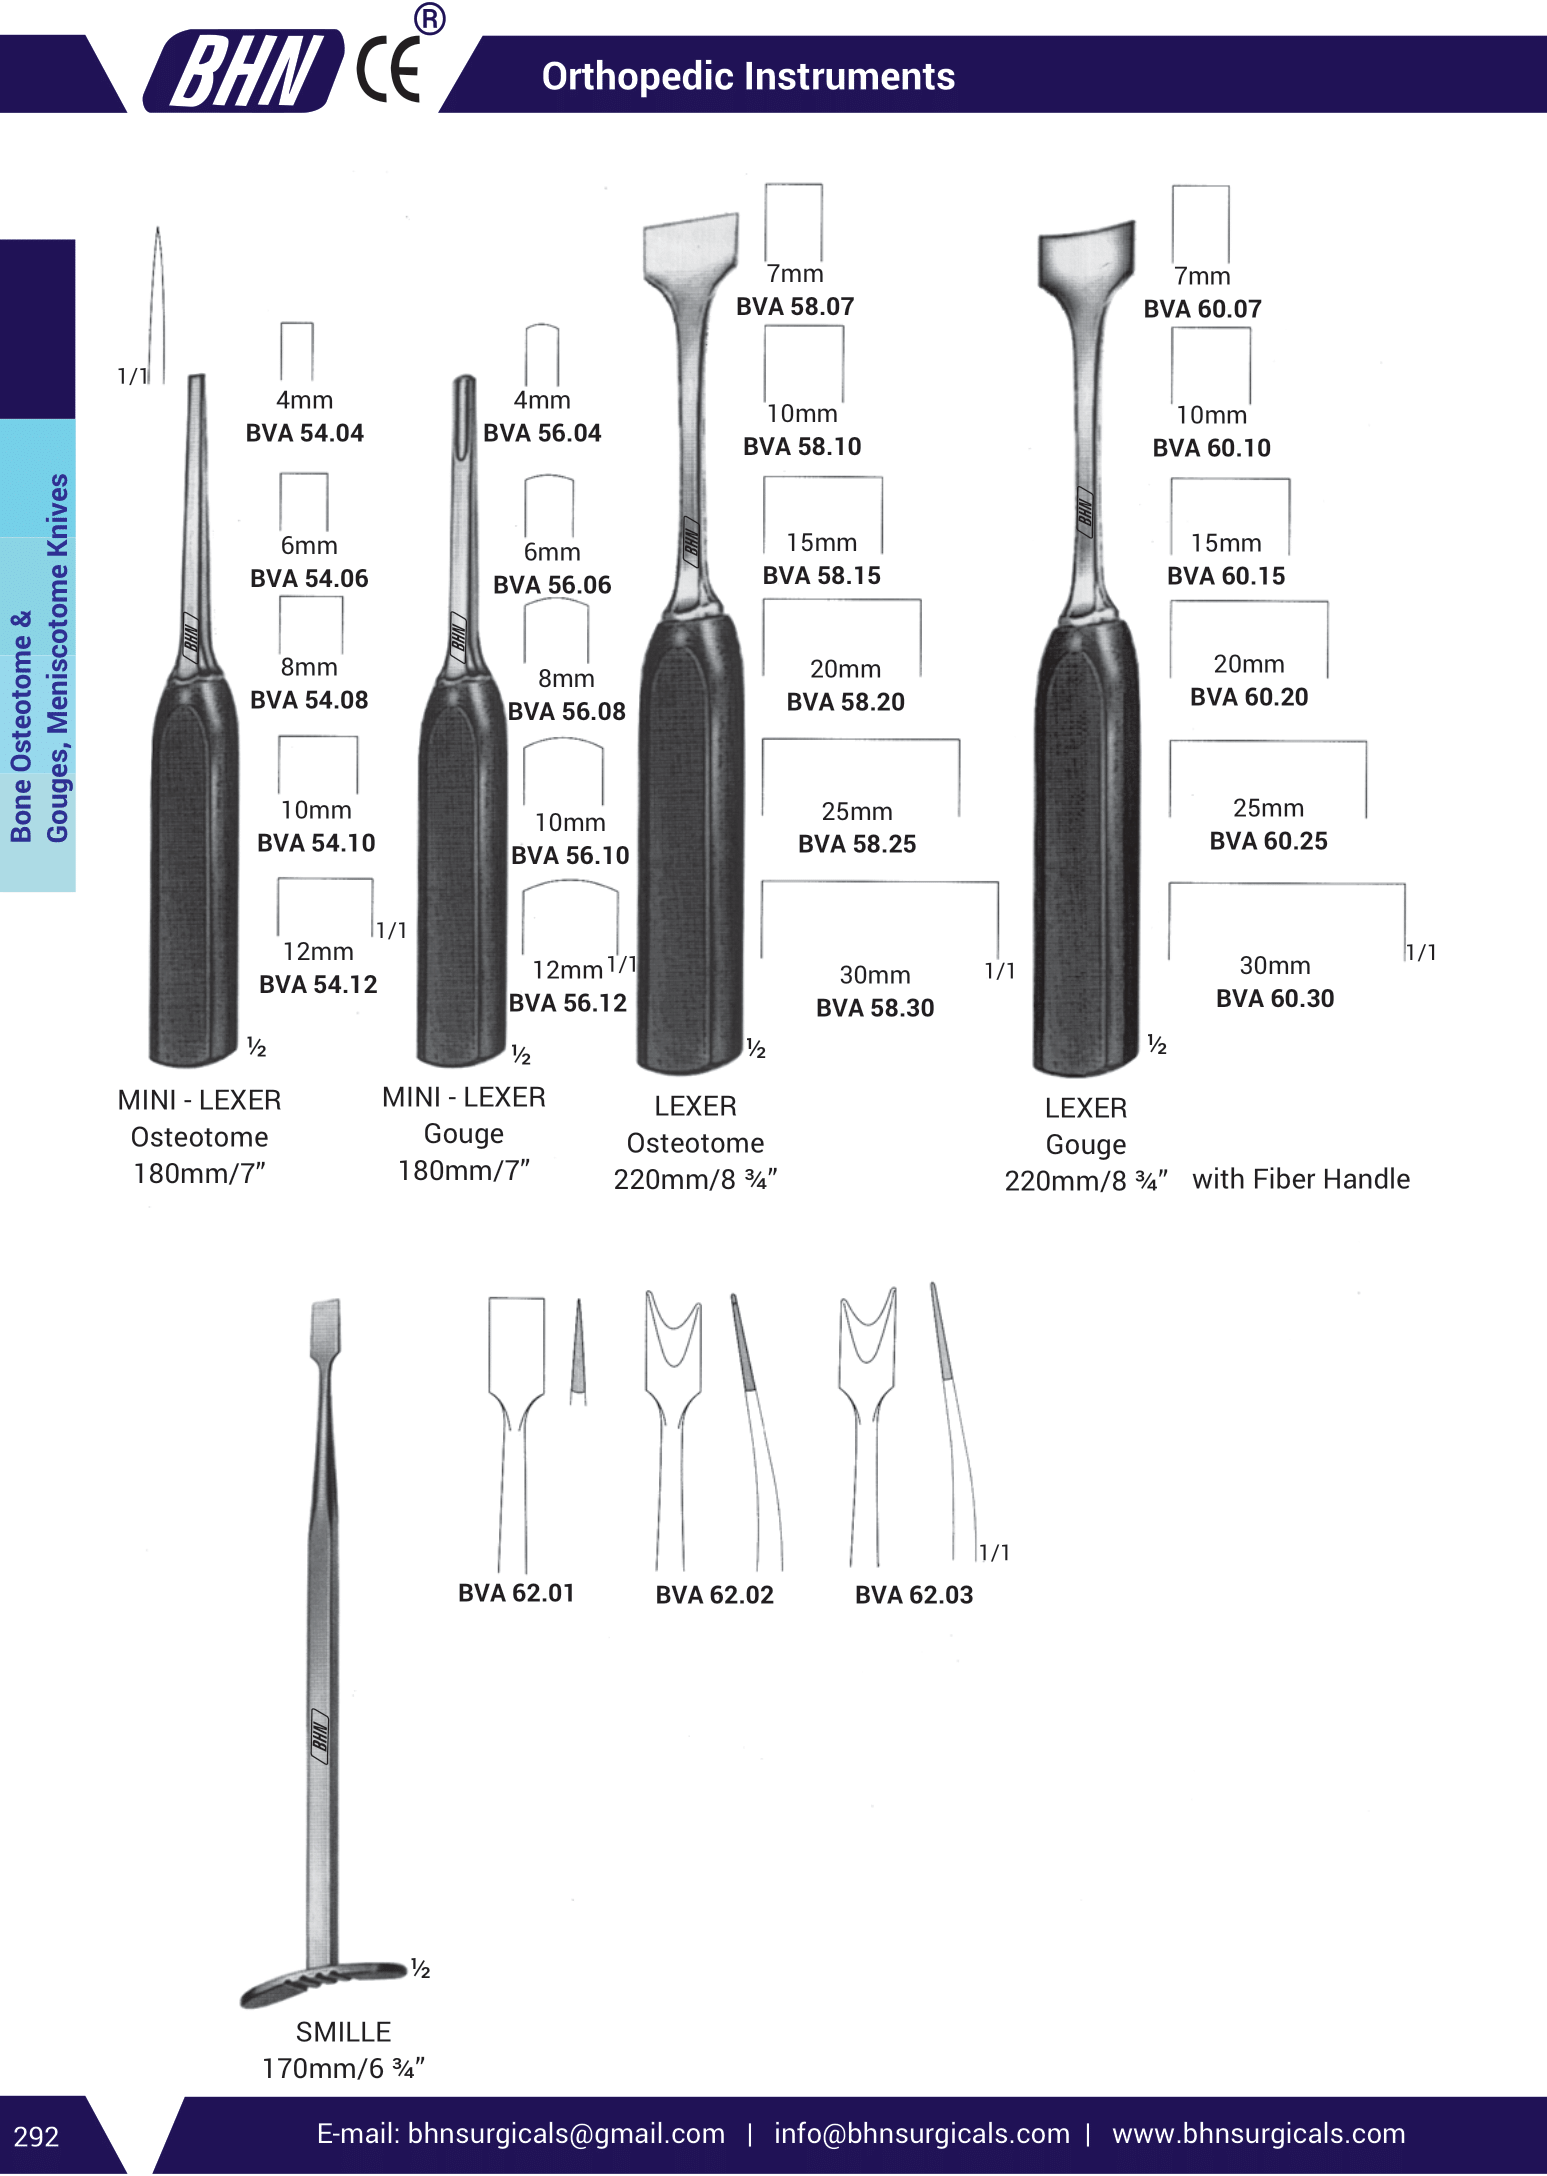 BHN CE ®
Orthopedic Instruments
Bone Osteotome &
Gouges, Meniscotome Knives
1/1
4mm
BVA 54.04
6mm
BVA 54.06
8mm
BVA 54.08
10mm
BVA 54.10
1/1
12mm
BVA 54.12
BHN
½
MINI - LEXER
Osteotome
180mm/7”
4mm
BVA 56.04
6mm
BVA 56.06
8mm
BVA 56.08
10mm
BVA 56.10
12mm 1/1
BVA 56.12
BHN
½
MINI - LEXER
Gouge
180mm/7”
7mm
BVA 58.07
10mm
BVA 58.10
15mm
BVA 58.15
20mm
BVA 58.20
25mm
BVA 58.25
30mm 1/1
BVA 58.30
BHN
½
LEXER
Osteotome
220mm/8 ¾”
7mm
BVA 60.07
10mm
BVA 60.10
15mm
BVA 60.15
20mm
BVA 60.20
25mm
BVA 60.25
1/1
30mm
BVA 60.30
BHN
½
LEXER
Gouge
220mm/8 ¾” with Fiber Handle
1/1
BVA 62.01
BVA 62.02
BVA 62.03
BHN
½
SMILLE
170mm/6 ¾”
292
E-mail: bhnsurgicals@gmail.com | info@bhnsurgicals.com | www.bhnsurgicals.com